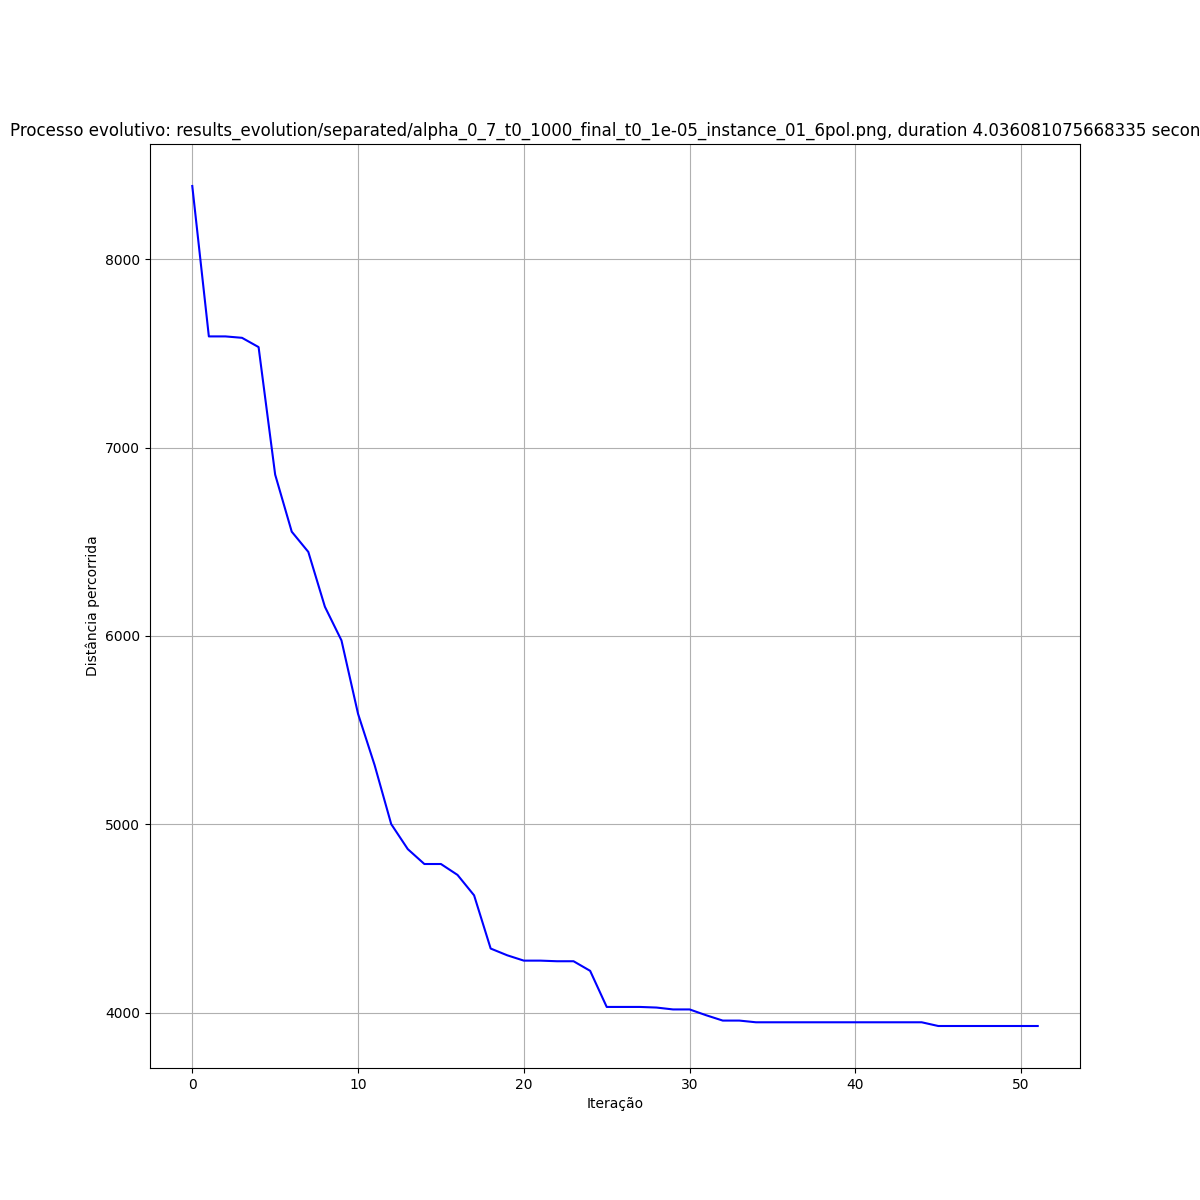 Processo evolutivo: results_evolution/separated/alpha_0_7_t0_1000_final_t0_1e-05_instance_01_6pol.png, duration 4.036081075668335 secon
8000
7000
6000
5000
4000
Distância percorrida
0 10 20 30 40 50
Iteração